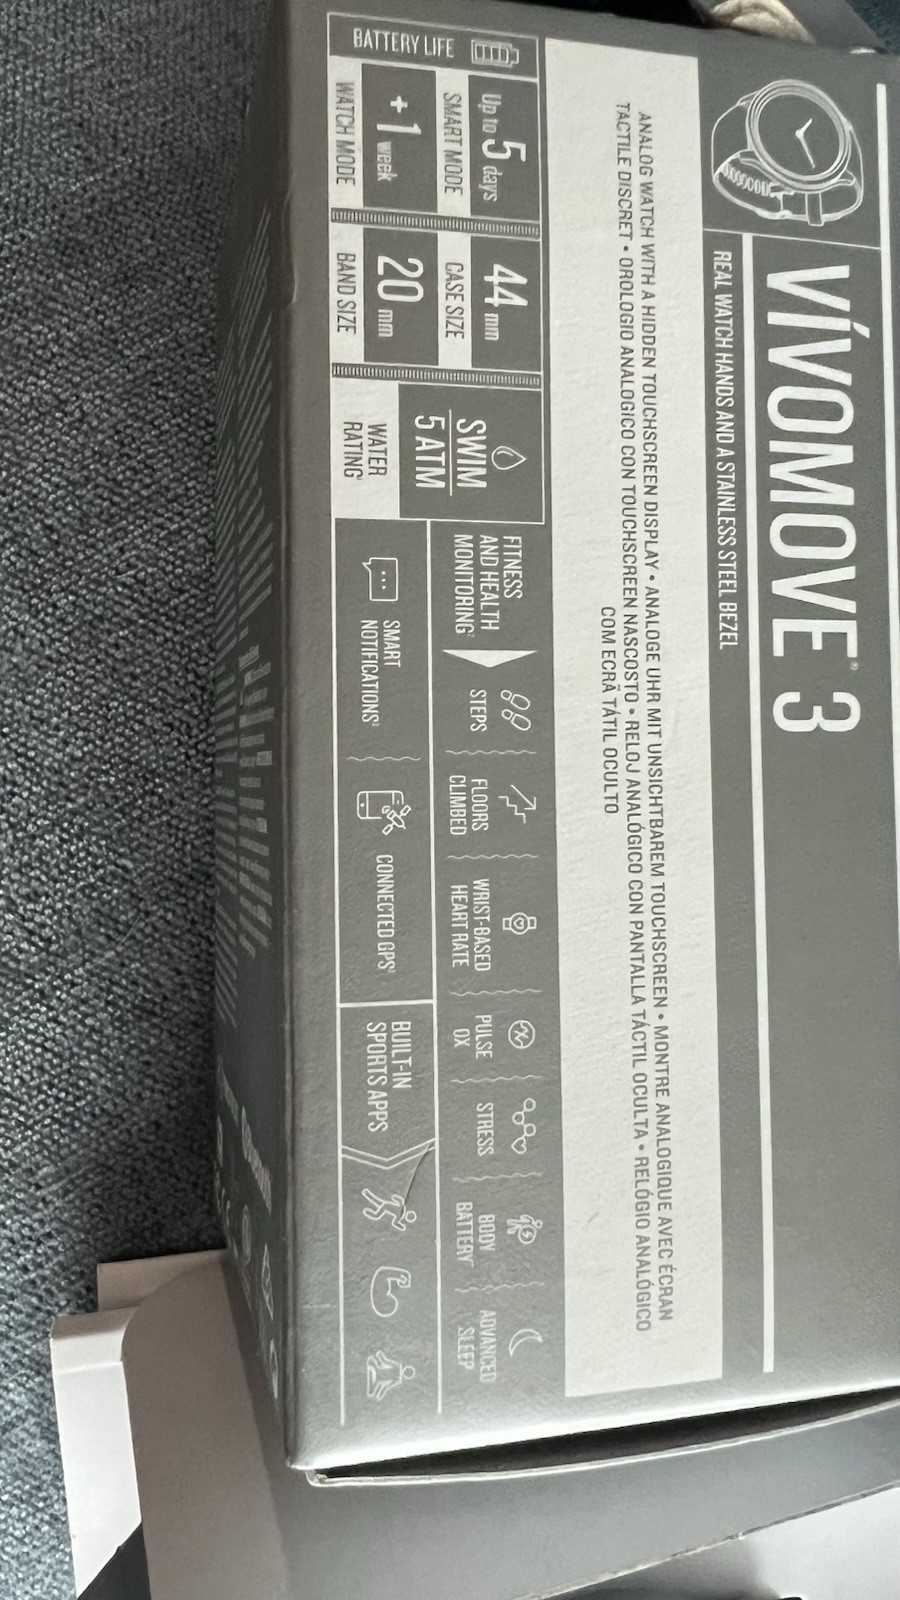 VÍVOMOVE® 3
REAL WATCH HANDS AND A STAINLESS STEEL BEZEL
ANALOG WATCH WITH A HIDDEN TOUCHSCREEN DISPLAY • ANALOGE UHR MIT UNSICHTBAREM TOUCHSCREEN • MONTRE ANALOGIQUE AVEC ÉCRAN
TACTILE DISCRET • OROLOGIO ANALOGICO CON TOUCHSCREEN NASCOSTO • RELOJ ANALÓGICO CON PANTALLA TÁCTIL OCULTA • RELÓGIO ANALÓGICO
COM ECRÃ TÁTIL OCULTO
BATTERY LIFE
Up to 5 days
SMART MODE
+ 1 week
WATCH MODE
44 mm
CASE SIZE
20 mm
BAND SIZE
SWIM
5 ATM
WATER
RATING
FITNESS
AND HEALTH
MONITORING
STEPS
FLOORS
CLIMBED
WRIST-BASED
HEART RATE
PULSE
OX
STRESS
BODY
BATTERY
ADVANCED
SLEEP
SMART
NOTIFICATIONS
CONNECTED GPS
BUILT-IN
SPORTS APPS